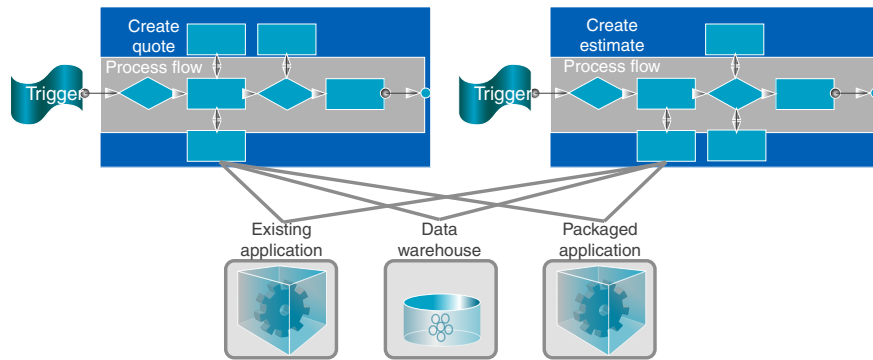 Create
quote
Process flow
Trigger
Create
estimate
Process flow
Trigger
Existing
application
Data
warehouse
Packaged
application